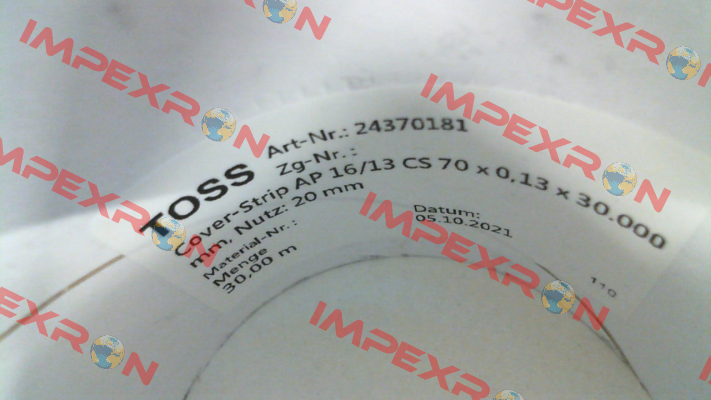 TOSS
Art-Nr.: 24370181
Zg-Nr. :
Cover-Strip AP 16/13 CS 70 x 0,13 x 30.000
mm, Nutz: 20 mm
Material-Nr. :
Menge
30,00 m
Datum:
05.10.2021
110
IMPEXRON
IMPEXRON
IMPEXRON
IMPEXRON
IMPEXRON
IMPEXRON
IMPEXRON